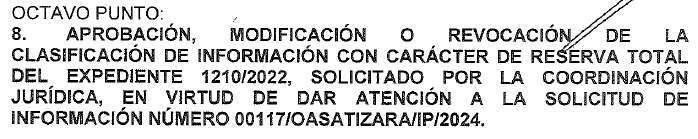 OCTAVO PUNTO:
8. APROBACIÓN, MODIFICACIÓN O REVOCACIÓN DE LA
CLASIFICACIÓN DE INFORMACIÓN CON CARÁCTER DE RESERVA TOTAL
DEL EXPEDIENTE 1210/2022, SOLICITADO POR LA COORDINACIÓN
JURÍDICA, EN VIRTUD DE DAR ATENCIÓN A LA SOLICITUD DE
INFORMACIÓN NÚMERO 00117/OASATIZARA/IP/2024.